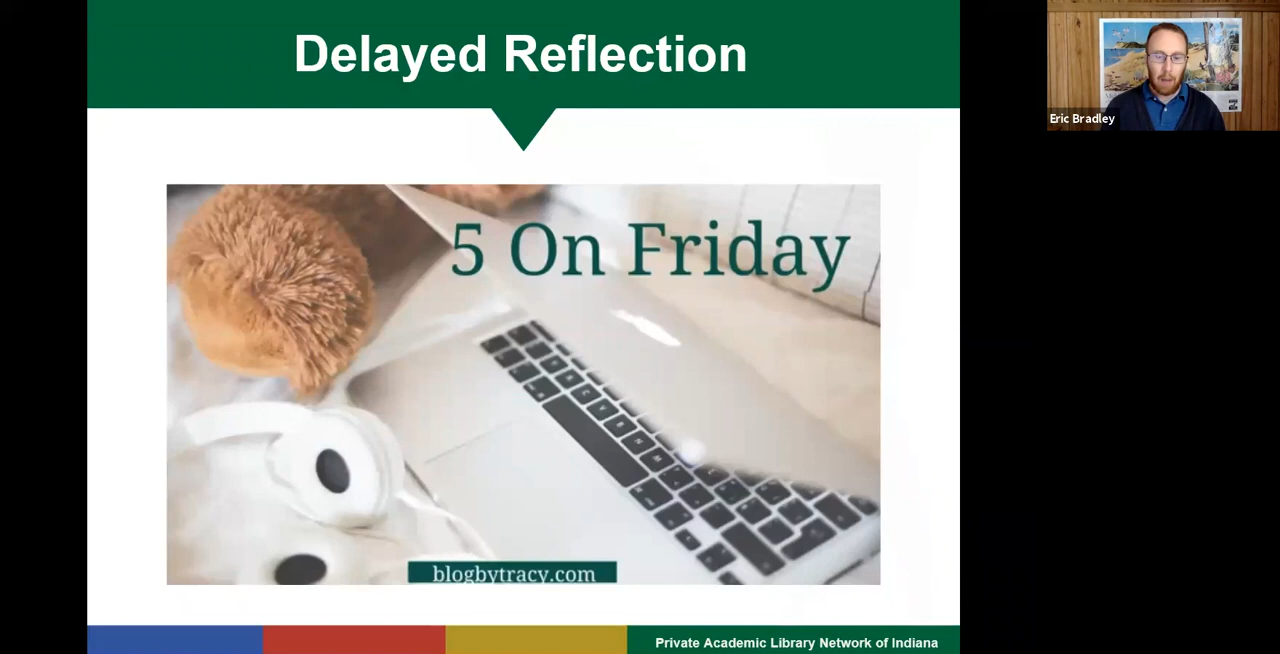 Delayed Reflection
5 On Friday
blogbytracy.com
Private Academic Library Network of Indiana
Eric Bradley